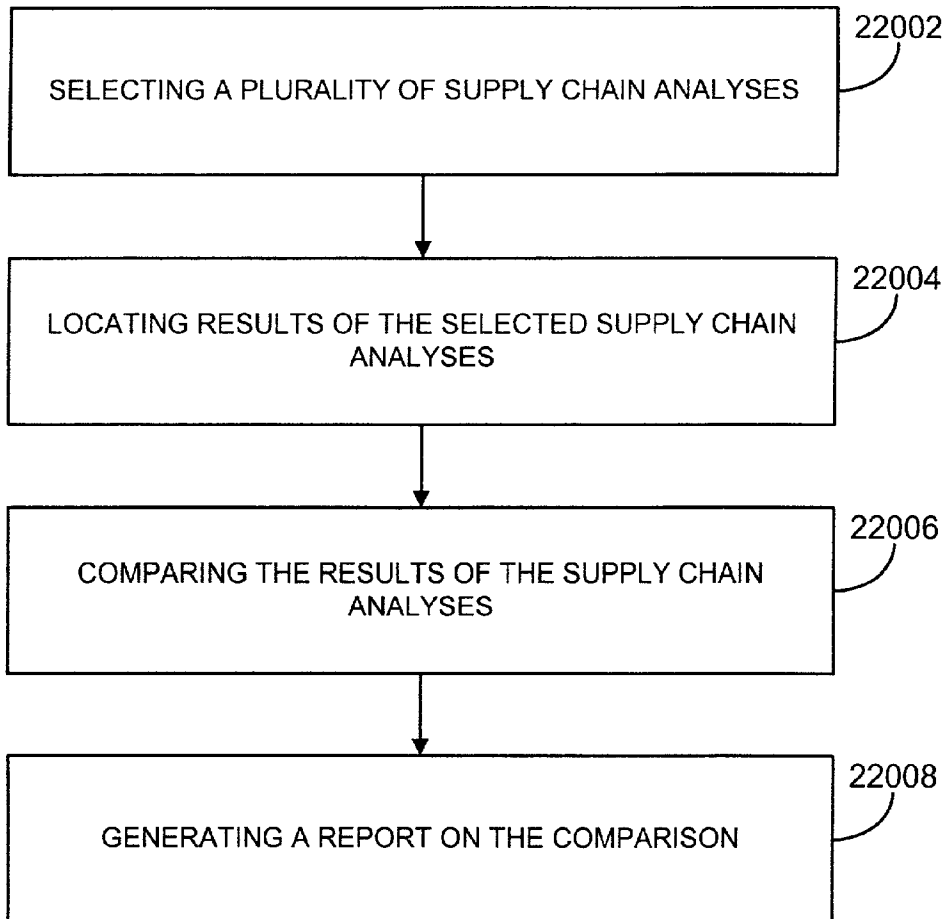 22002
SELECTING A PLURALITY OF SUPPLY CHAIN ANALYSES
22004
LOCATING RESULTS OF THE SELECTED SUPPLY CHAIN
ANALYSES
22006
COMPARING THE RESULTS OF THE SUPPLY CHAIN
ANALYSES
22008
GENERATING A REPORT ON THE COMPARISON